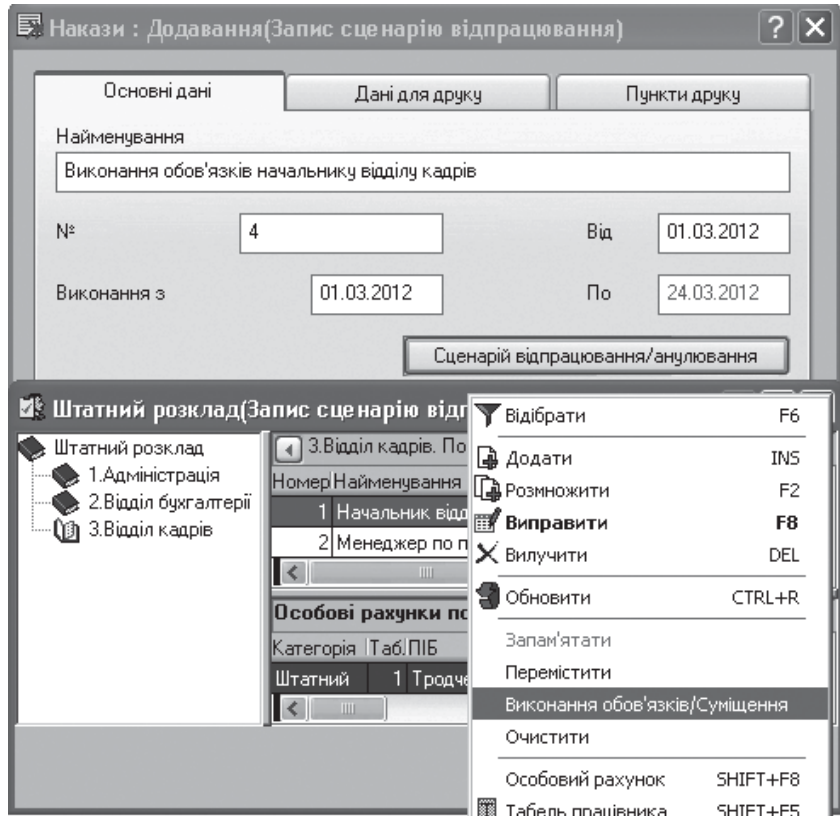 Накази : Додавання(Запис сценарію відпрацювання)
Основні дані Дані для друку Пункти друку
Найменування
Виконання обов'язків начальнику відділу кадрів
№ 4 Від 01.03.2012
Виконання з 01.03.2012 По 24.03.2012
Сценарій відпрацювання/анулювання
Штатний розклад(Запис сценарію
Штатний розклад
1.Адміністрація
2.Відділ бухгалтерії
3.Відділ кадрів
3.Відділ кадрів.
Номер Найменування
1 Начальник
2 Менеджер по
Особові рахунки
Категорія Таб. ПІБ
Штатний 1
Відібрати F6
Додати INS
Розмножити F2
Виправити F8
Вилучити DEL
Обновити CTRL+R
Запам'ятати
Перемістити
Виконання обов'язків/Суміщення
Очистити
Особовий рахунок SHIFT+F8
Табель працівника SHIFT+F5